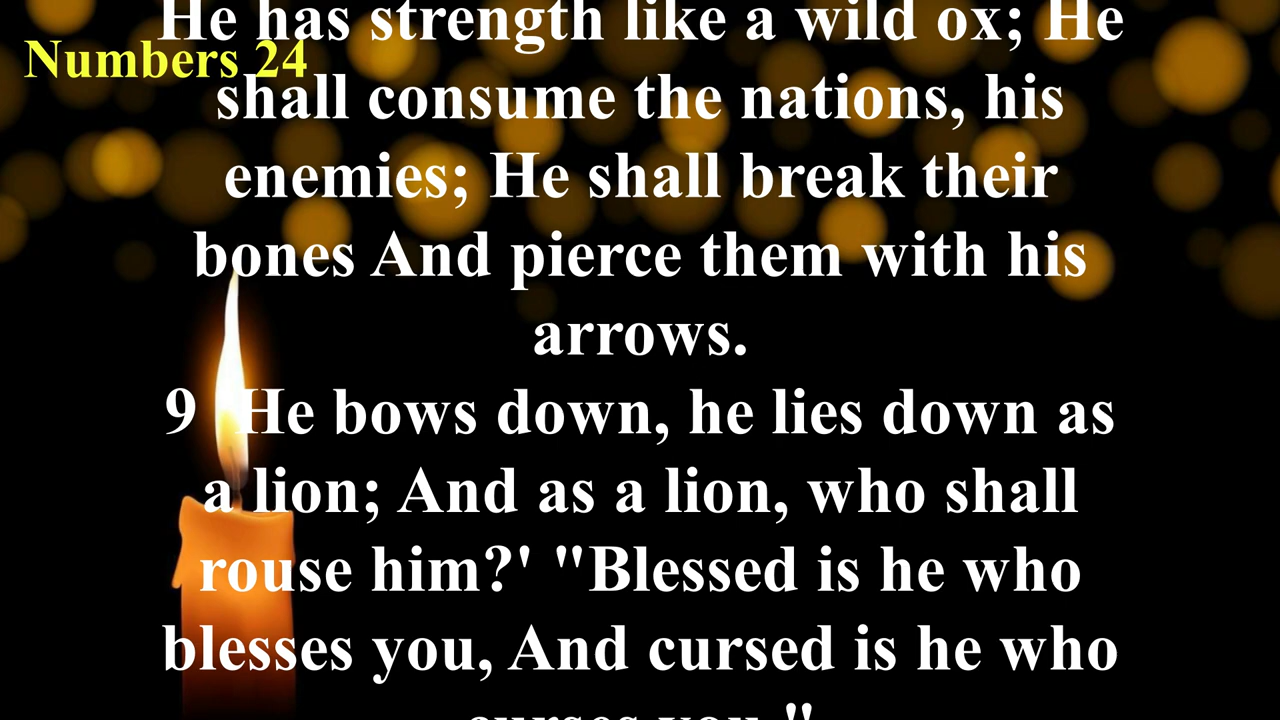 He has strength like a wild ox; He
Numbers 24
shall consume the nations, his
enemies; He shall break their
bones And pierce them with his
arrows.
9 He bows down, he lies down as
a lion; And as a lion, who shall
rouse him?' "Blessed is he who
blesses you, And cursed is he who
curses you."